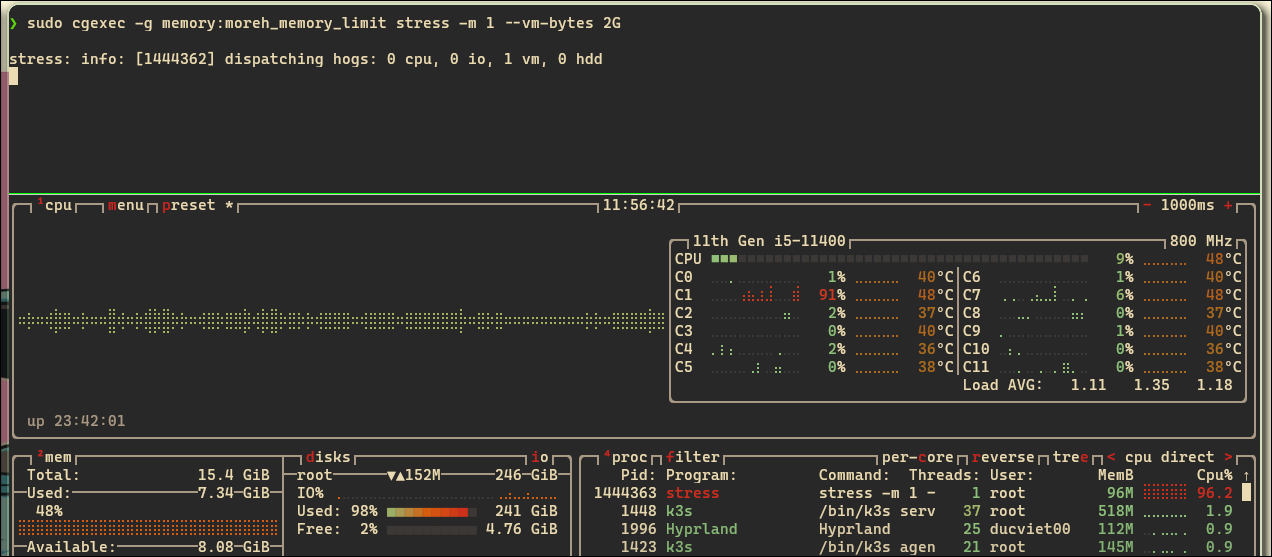 ❯ sudo cgexec -g memory:moreh_memory_limit stress -m 1 --vm-bytes 2G
stress: info: [1444362] dispatching hogs: 0 cpu, 0 io, 1 vm, 0 hdd
¹cpu menu preset * 11:56:42 - 1000ms +
11th Gen i5-11400 800 MHz
CPU 9% 48°C
C0 1% 40°C C6 1% 40°C
C1 91% 48°C C7 6% 48°C
C2 2% 37°C C8 0% 37°C
C3 0% 40°C C9 1% 40°C
C4 2% 36°C C10 0% 36°C
C5 0% 38°C C11 0% 38°C
Load AVG: 1.11 1.35 1.18
up 23:42:01
²mem disks io ⁴proc filter per-core reverse tree < cpu direct >
Total: 15.4 GiB root ▼▲152M 246 GiB Pid: Program: Command: Threads: User: MemB Cpu% ↑
Used: 7.34 GiB IO% 1444363 stress stress -m 1 - 1 root 96M 96.2
48% Used: 98% 241 GiB 1448 k3s /bin/k3s serv 37 root 518M 1.9
Free: 2% 4.76 GiB 1996 Hyprland Hyprland 25 ducviet00 112M 0.9
Available: 8.08 GiB 1423 k3s /bin/k3s agen 21 root 145M 0.9